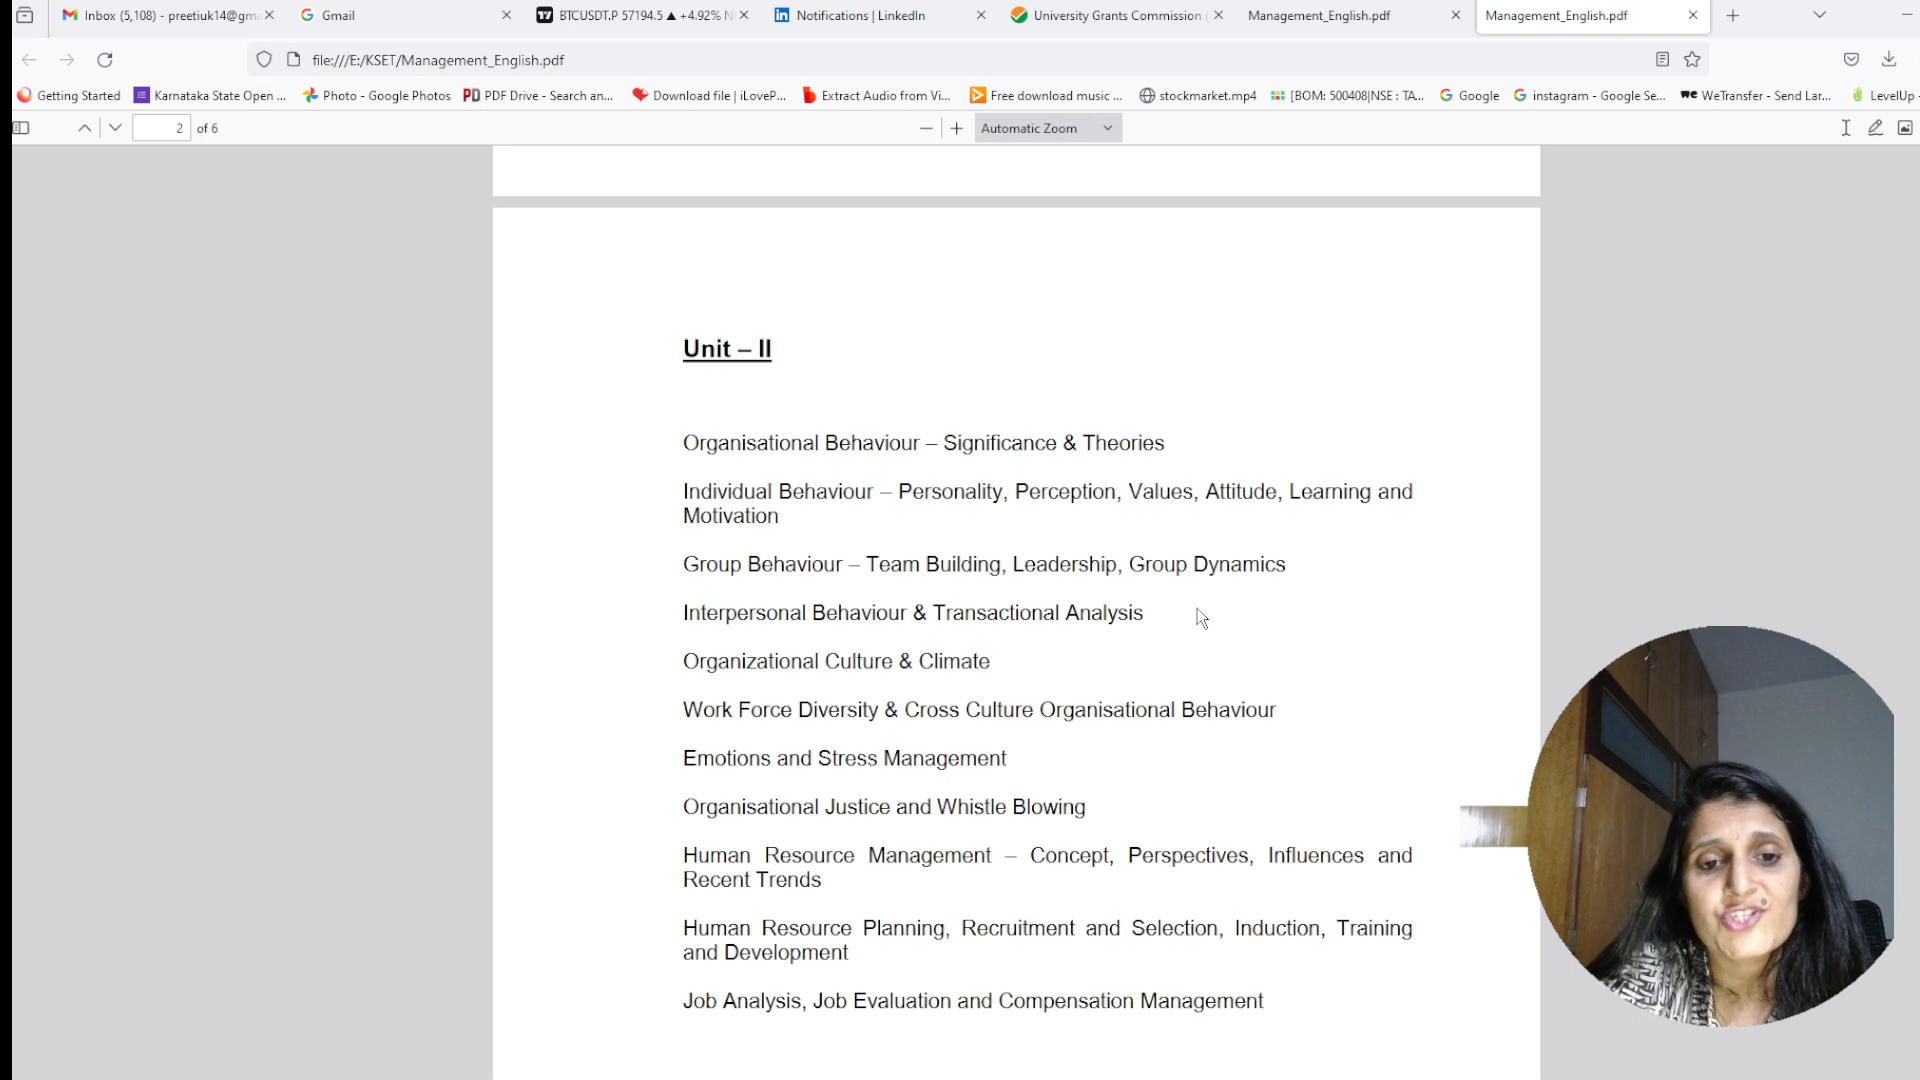 Inbox (5,108) - preetiuk14@gm
Gmail
BTCUSDT.P 57194.5 ▲ +4.92%
Notifications | LinkedIn
University Grants Commission
Management_English.pdf
Management_English.pdf
file:///E:/KSET/Management_English.pdf
Getting Started
Karnataka State Open ...
Photo - Google Photos
PDF Drive - Search an...
Download file | iLoveP...
Extract Audio from Vi...
Free download music ...
stockmarket.mp4
[BOM: 500408|NSE : TA...
Google
instagram - Google Se...
WeTransfer - Send Lar...
LevelUp
2 of 6
Automatic Zoom
Unit – II
Organisational Behaviour – Significance & Theories
Individual Behaviour – Personality, Perception, Values, Attitude, Learning and
Motivation
Group Behaviour – Team Building, Leadership, Group Dynamics
Interpersonal Behaviour & Transactional Analysis
Organizational Culture & Climate
Work Force Diversity & Cross Culture Organisational Behaviour
Emotions and Stress Management
Organisational Justice and Whistle Blowing
Human Resource Management – Concept, Perspectives, Influences and
Recent Trends
Human Resource Planning, Recruitment and Selection, Induction, Training
and Development
Job Analysis, Job Evaluation and Compensation Management